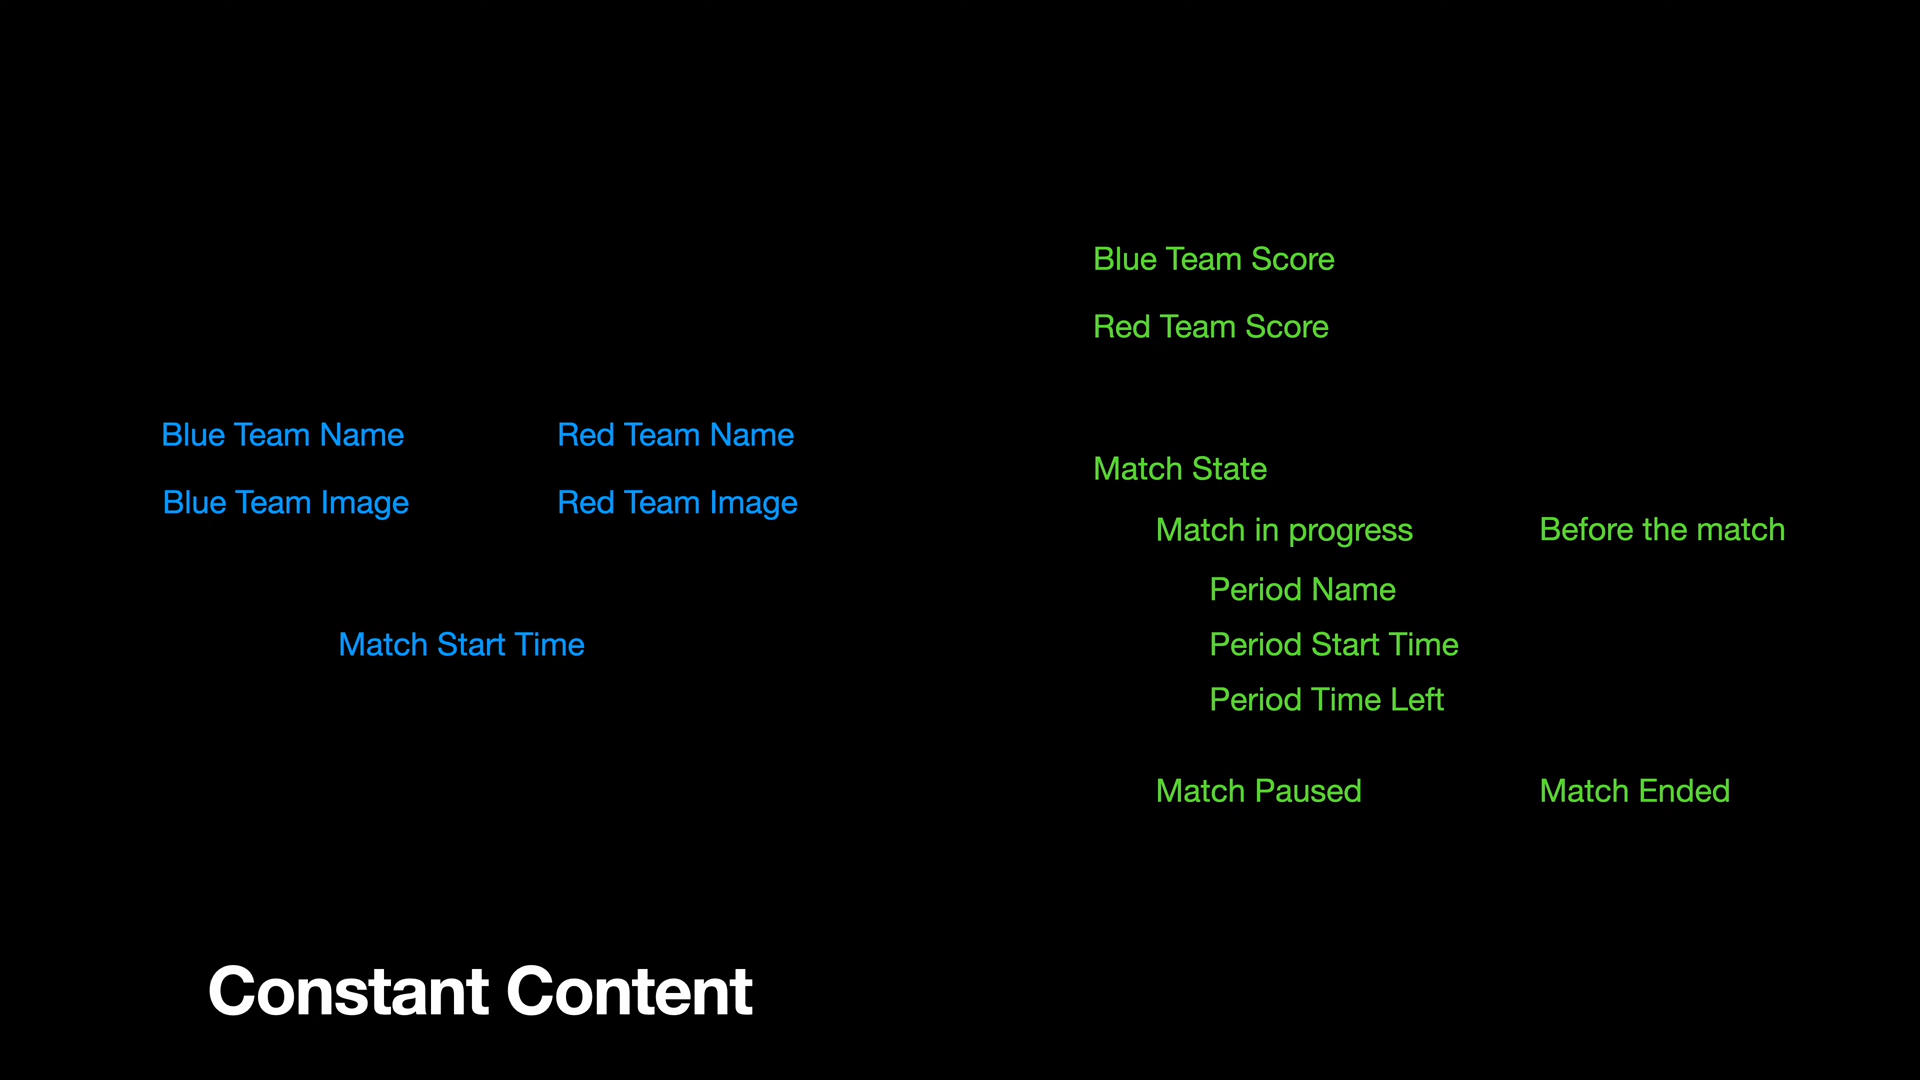 Blue Team Name
Red Team Name
Blue Team Image
Red Team Image
Match Start Time
Constant Content
Blue Team Score
Red Team Score
Match State
Match in progress
Before the match
Period Name
Period Start Time
Period Time Left
Match Paused
Match Ended